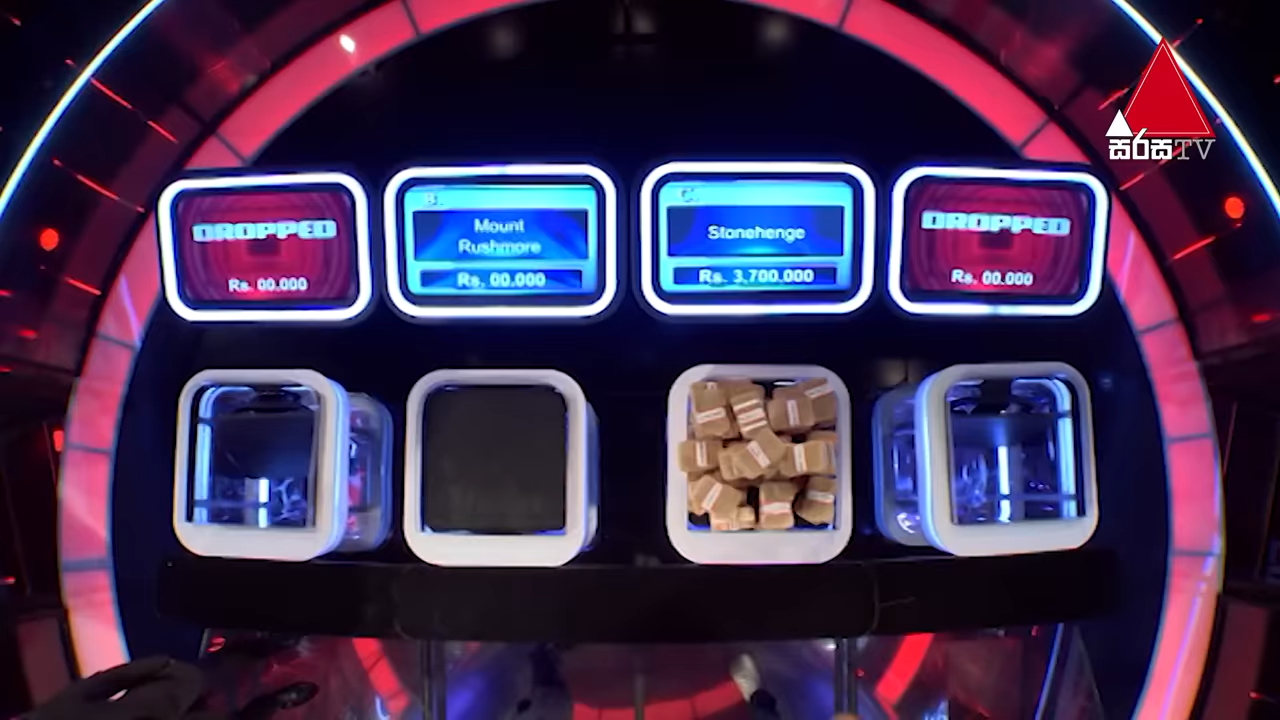 සිරස TV
DROPPED
Rs. 00.000
B.
Mount
Rushmore
Rs. 00.000
C.
Stonehenge
Rs. 3,700.000
DROPPED
Rs. 00.000